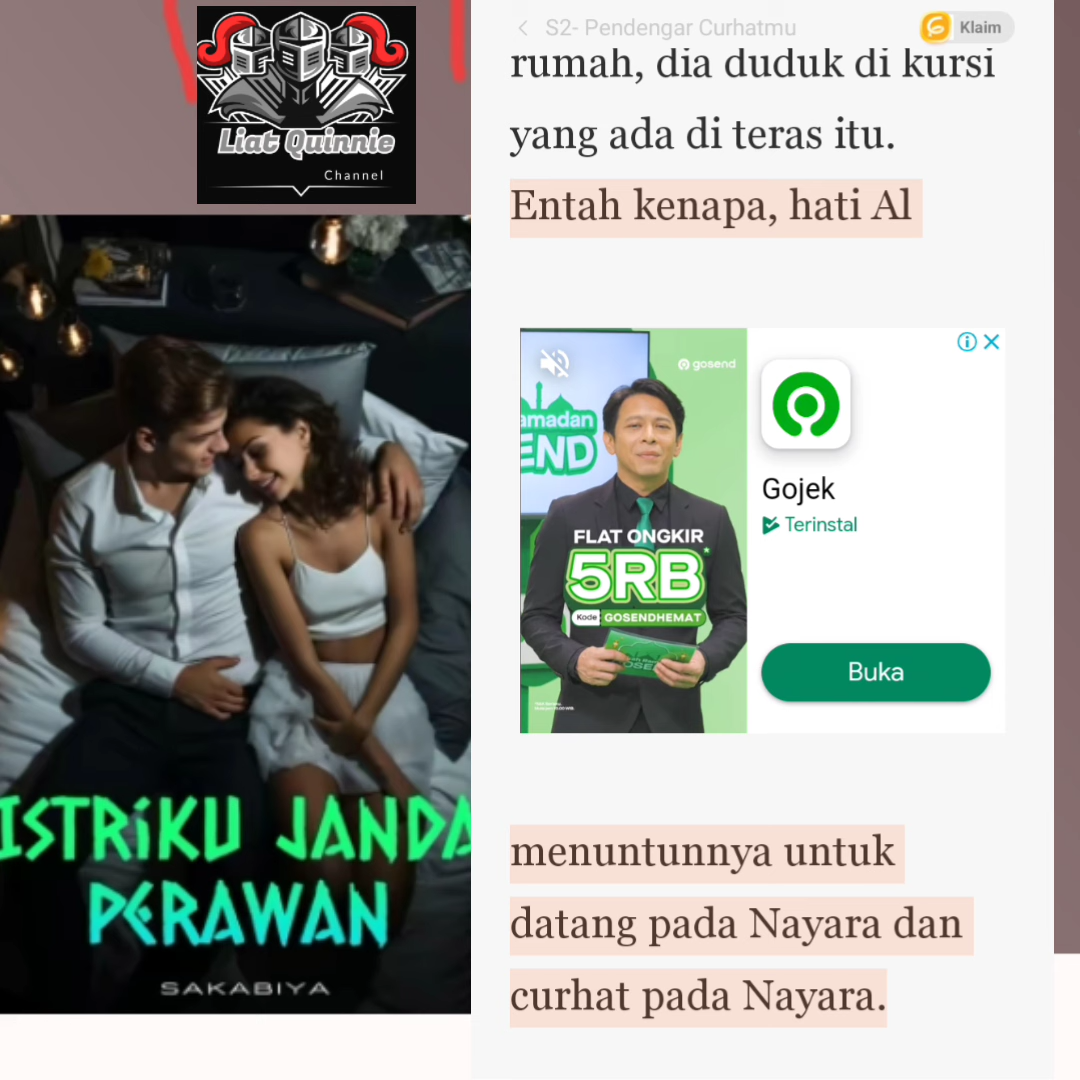 Liat Quinnie
Channel
ISTRIKU JANDA
PERAWAN
SAKABIYA
S2- Pendengar Curhatmu
Klaim
rumah, dia duduk di kursi
yang ada di teras itu.
Entah kenapa, hati Al
gosend
amadan
END
FLAT ONGKIR
5RB*
Kode: GOSENDHEMAT
Gojek
Terinstal
Buka
menuntunnya untuk
datang pada Nayara dan
curhat pada Nayara.